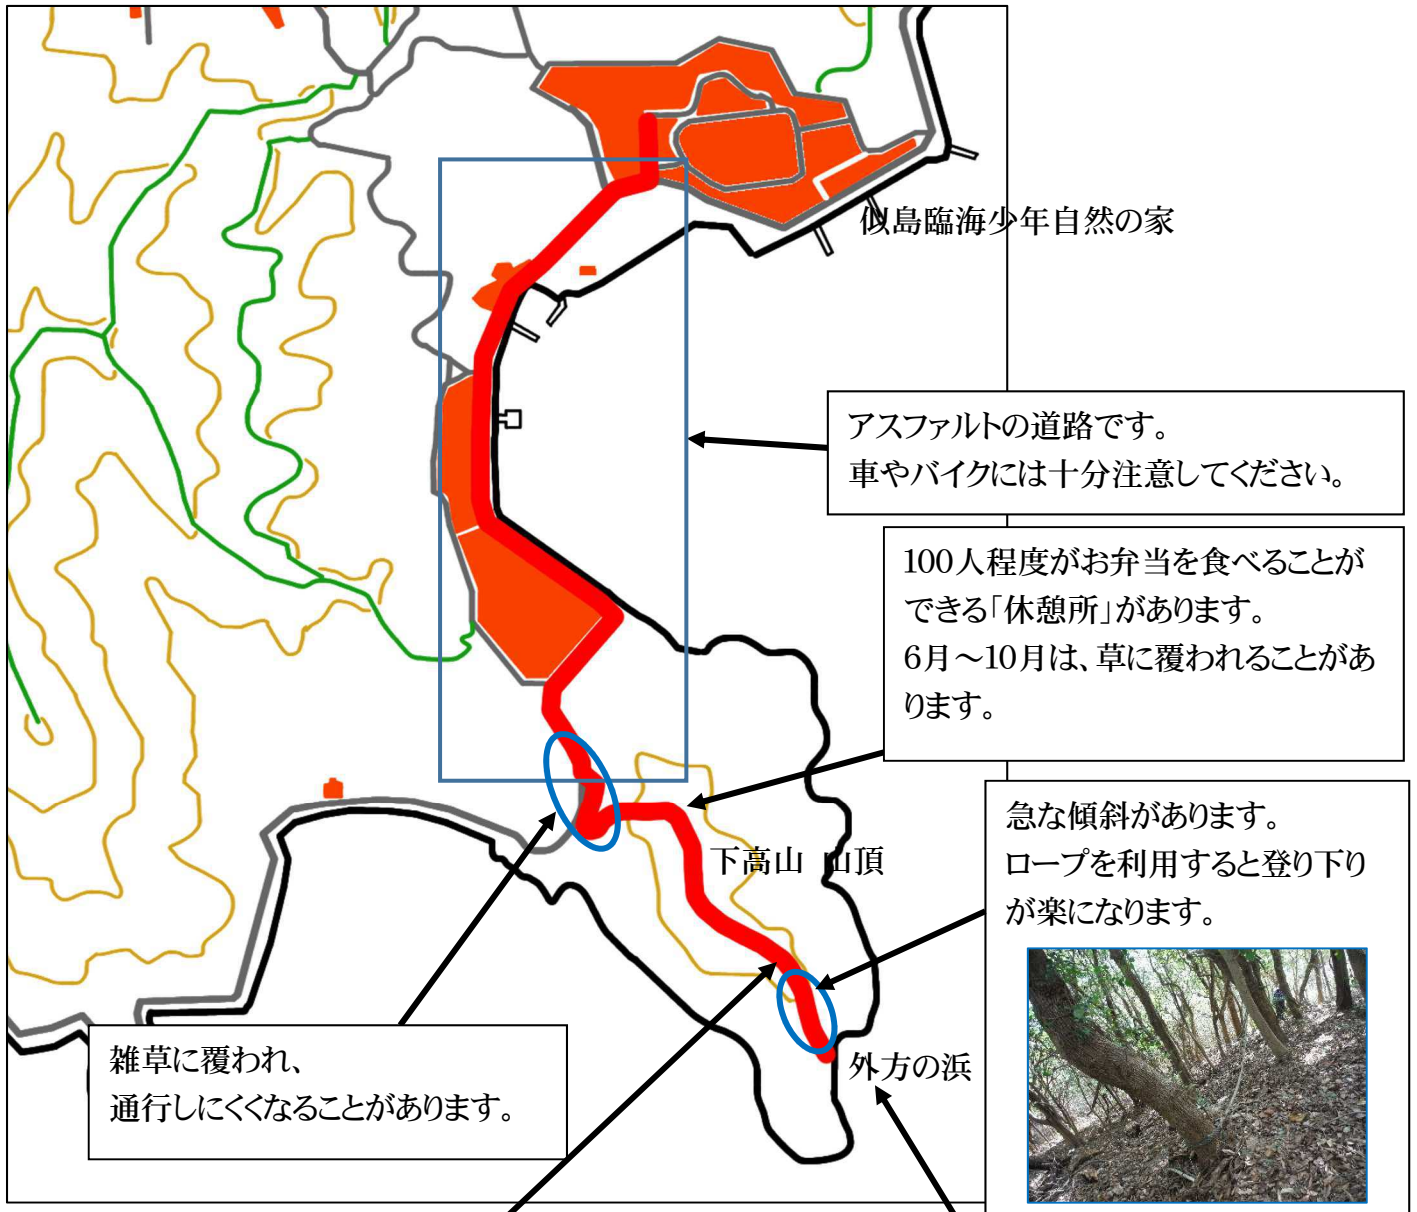 似島臨海少年自然の家
アスファルトの道路です。
車やバイクには十分注意してください。
100人程度がお弁当を食べることが
できる「休憩所」があります。
6月~10月は、草に覆われることがあ
ります。
急な傾斜があります。
ロープを利用すると登り下り
が楽になります。
下高山 山頂
外方の浜
雑草に覆われ、
通行しにくくなることがあります。